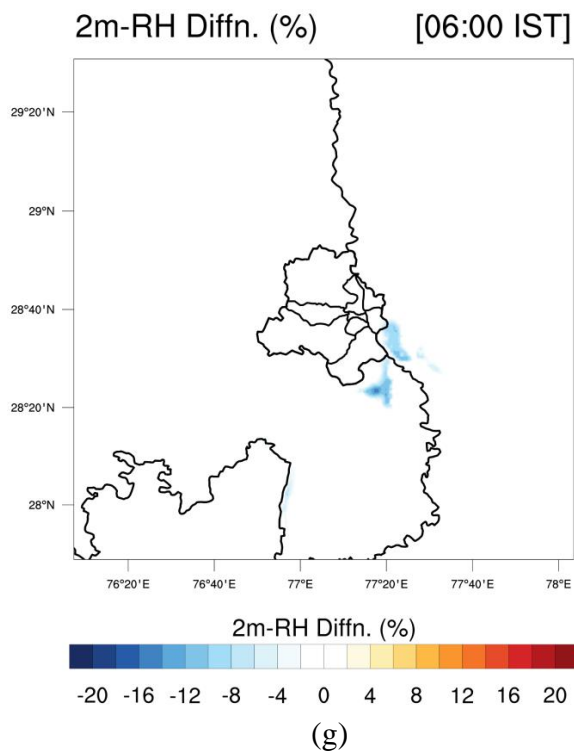 2m-RH Diffn. (%) [06:00 IST]
29°20'N
29°N
28°40'N
28°20'N
28°N
76°20'E 76°40'E 77°E 77°20'E 77°40'E 78°E
2m-RH Diffn. (%)
-20 -16 -12 -8 -4 0 4 8 12 16 20
(g)